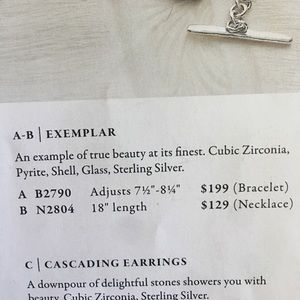 A-B | EXEMPLAR
An example of true beauty at its finest. Cubic Zirconia,
Pyrite, Shell, Glass, Sterling Silver.
A B2790 Adjusts 7½"-8¼" $199 (Bracelet)
B N2804 18" length $129 (Necklace)
C | CASCADING EARRINGS
A downpour of delightful stones showers you with
beauty. Cubic Zirconia, Sterling Silver.